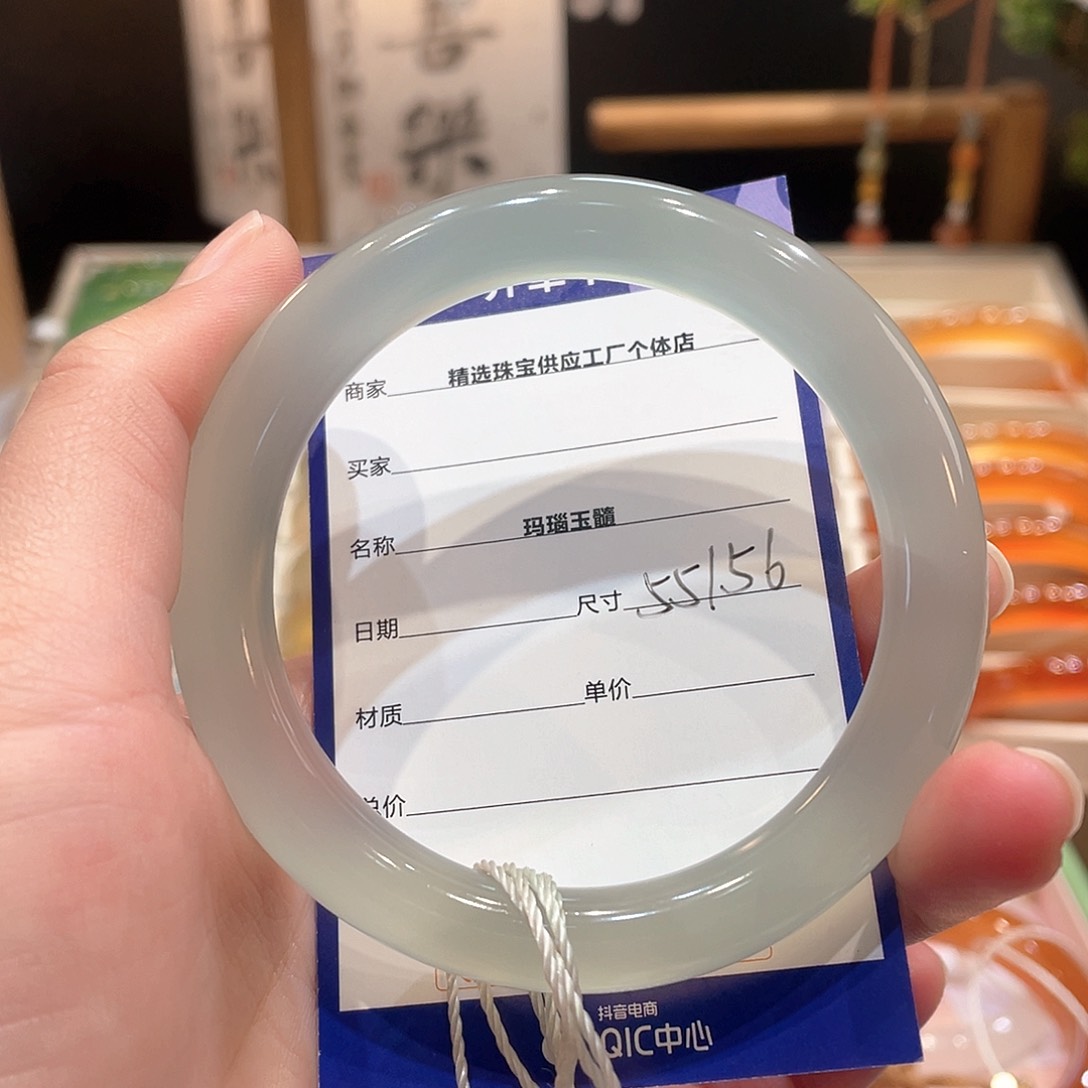 喜
樂
商家 精选珠宝供应工厂个体店
买家
名称 玛瑙玉髓
日期 尺寸 55/56
材质 单价
总价
抖音电商
QIC中心